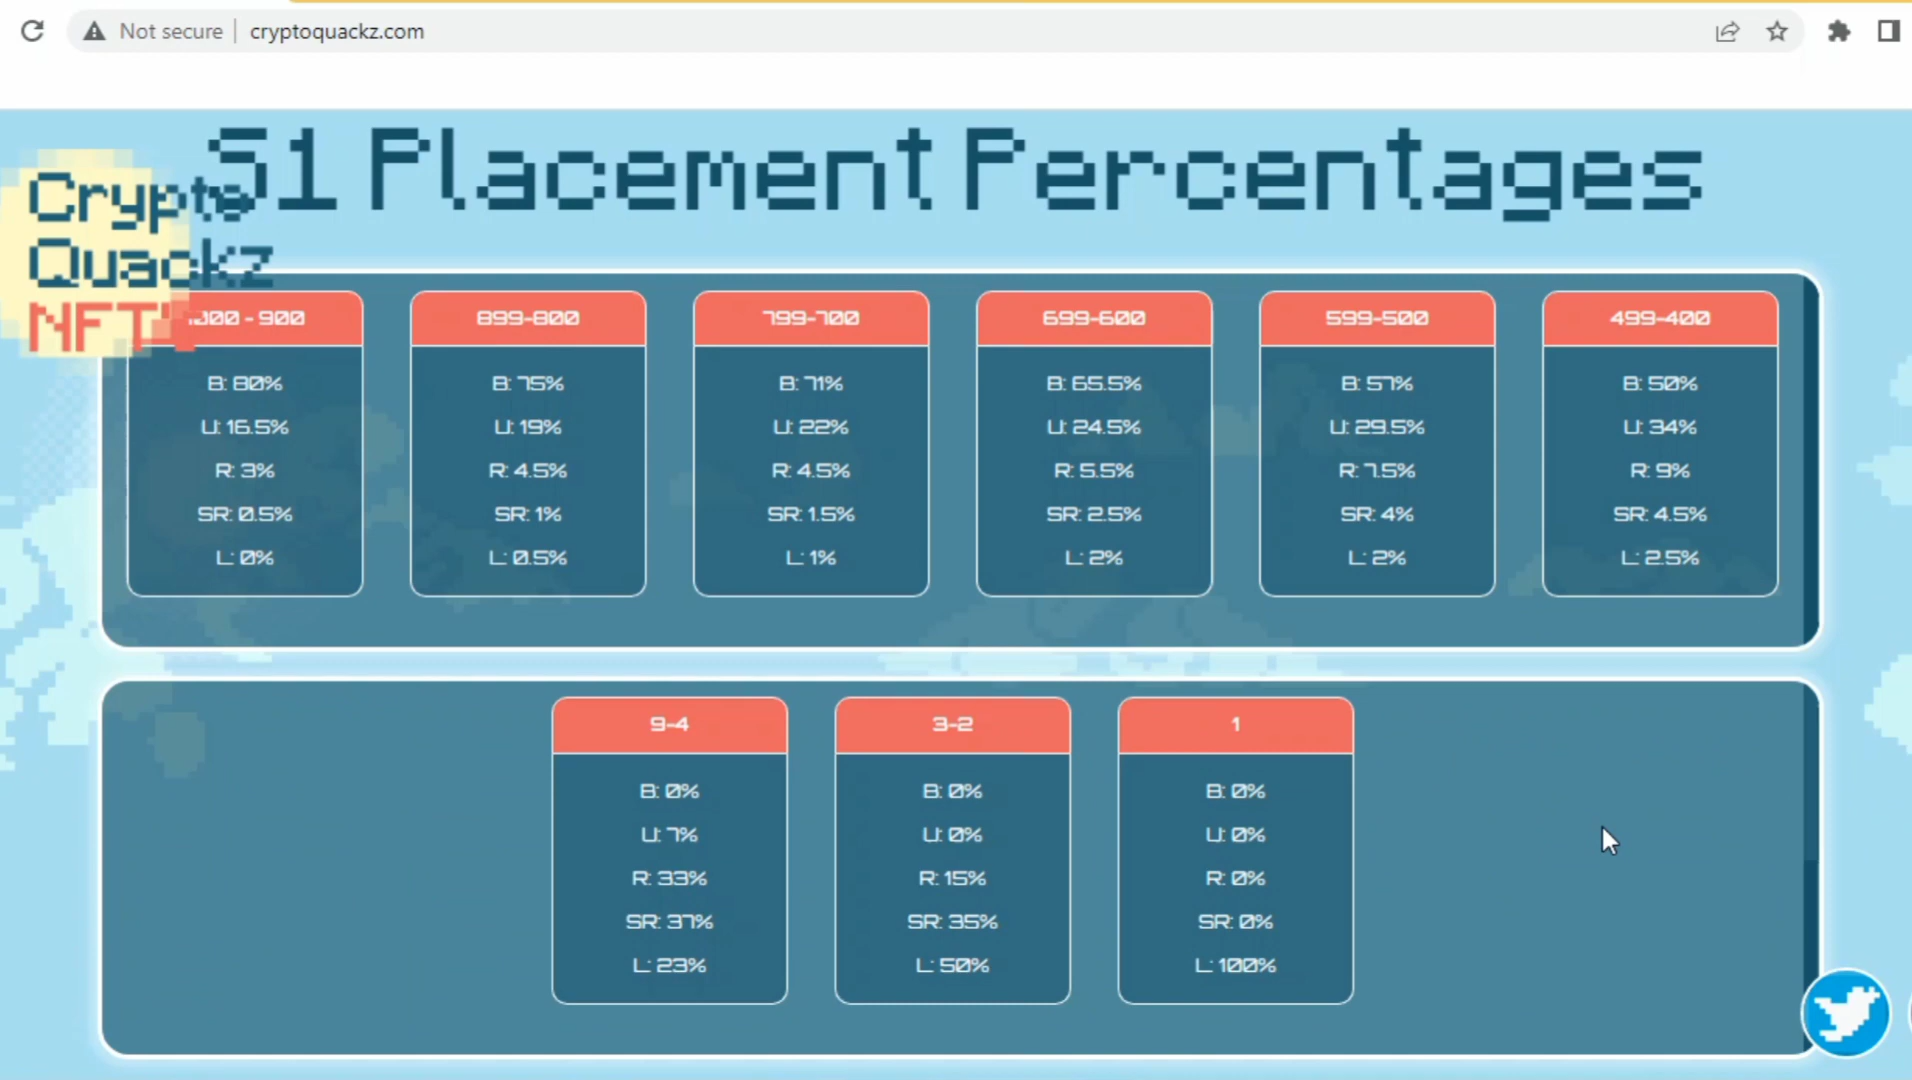 Not secure
cryptoquackz.com
S1 Placement Percentages
Crypto
Quackz
NFT's
1000 - 900
B: 80%
U: 16.5%
R: 3%
SR: 0.5%
L: 0%
899-800
B: 75%
U: 19%
R: 4.5%
SR: 1%
L: 0.5%
799-700
B: 71%
U: 22%
R: 4.5%
SR: 1.5%
L: 1%
699-600
B: 65.5%
U: 24.5%
R: 5.5%
SR: 2.5%
L: 2%
599-500
B: 57%
U: 29.5%
R: 7.5%
SR: 4%
L: 2%
499-400
B: 50%
U: 34%
R: 9%
SR: 4.5%
L: 2.5%
9-4
B: 0%
U: 7%
R: 33%
SR: 37%
L: 23%
3-2
B: 0%
U: 0%
R: 15%
SR: 35%
L: 50%
1
B: 0%
U: 0%
R: 0%
SR: 0%
L: 100%